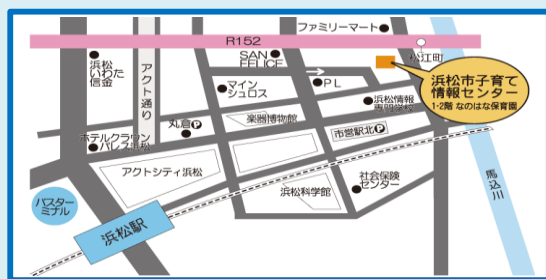 ファミリーマート
R152
松江町
浜松
いわた
信金
アクト通り
SAN
FELICE
浜松市子育て
情報センター
1・2階 なのはな保育園
マイン
シュロス
PL
浜松情報
専門学校
丸倉P
楽器博物館
市営駅北P
ホテルクラウン
パレス浜松
アクトシティ浜松
浜松科学館
社会保険
センター
馬込川
バスター
ミナル
浜松駅